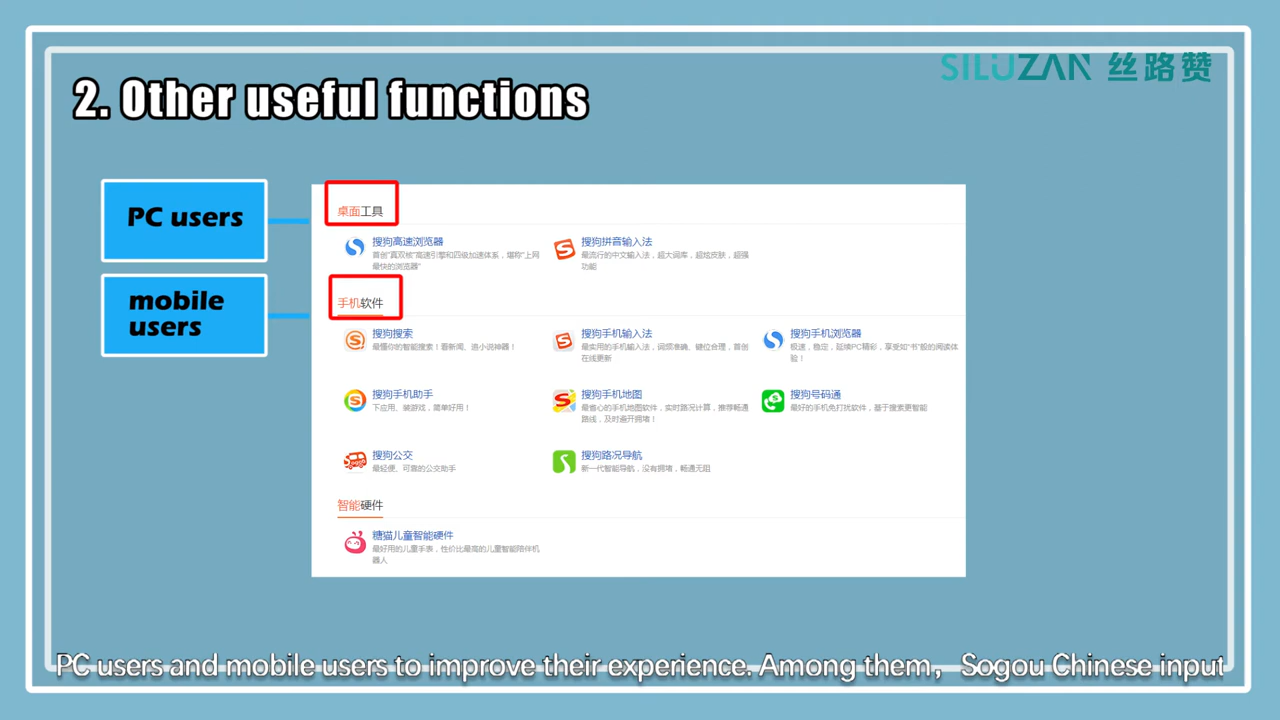 SILUZAN 丝路赞
2. Other useful functions
PC users
mobile
users
桌面工具
搜狗高速浏览器
首创"真双核"高速引擎和四级加速体系，堪称"上网
最快的浏览器"
搜狗拼音输入法
最流行的中文输入法，超大词库，超炫皮肤，超强
功能
手机软件
搜狗搜索
最懂你的智能搜索！看新闻、追小说神器！
搜狗手机输入法
最实用的手机输入法，词频准确、键位合理，首创
在线更新
搜狗手机浏览器
极速，稳定，延续PC精彩，享受如"书"般的阅读体
验！
搜狗手机助手
下应用、装游戏，简单好用！
搜狗手机地图
最省心的手机地图软件，实时路况计算，推荐畅通
路线，及时避开拥堵！
搜狗号码通
最好的手机免打扰软件，基于搜索更智能
搜狗公交
最轻便、可靠的公交助手
搜狗路况导航
新一代智能导航，没有拥堵，畅通无阻
智能硬件
糖猫儿童智能硬件
最好用的儿童手表，性价比最高的儿童智能陪伴机
器人
PC users and mobile users to improve their experience. Among them，Sogou Chinese input